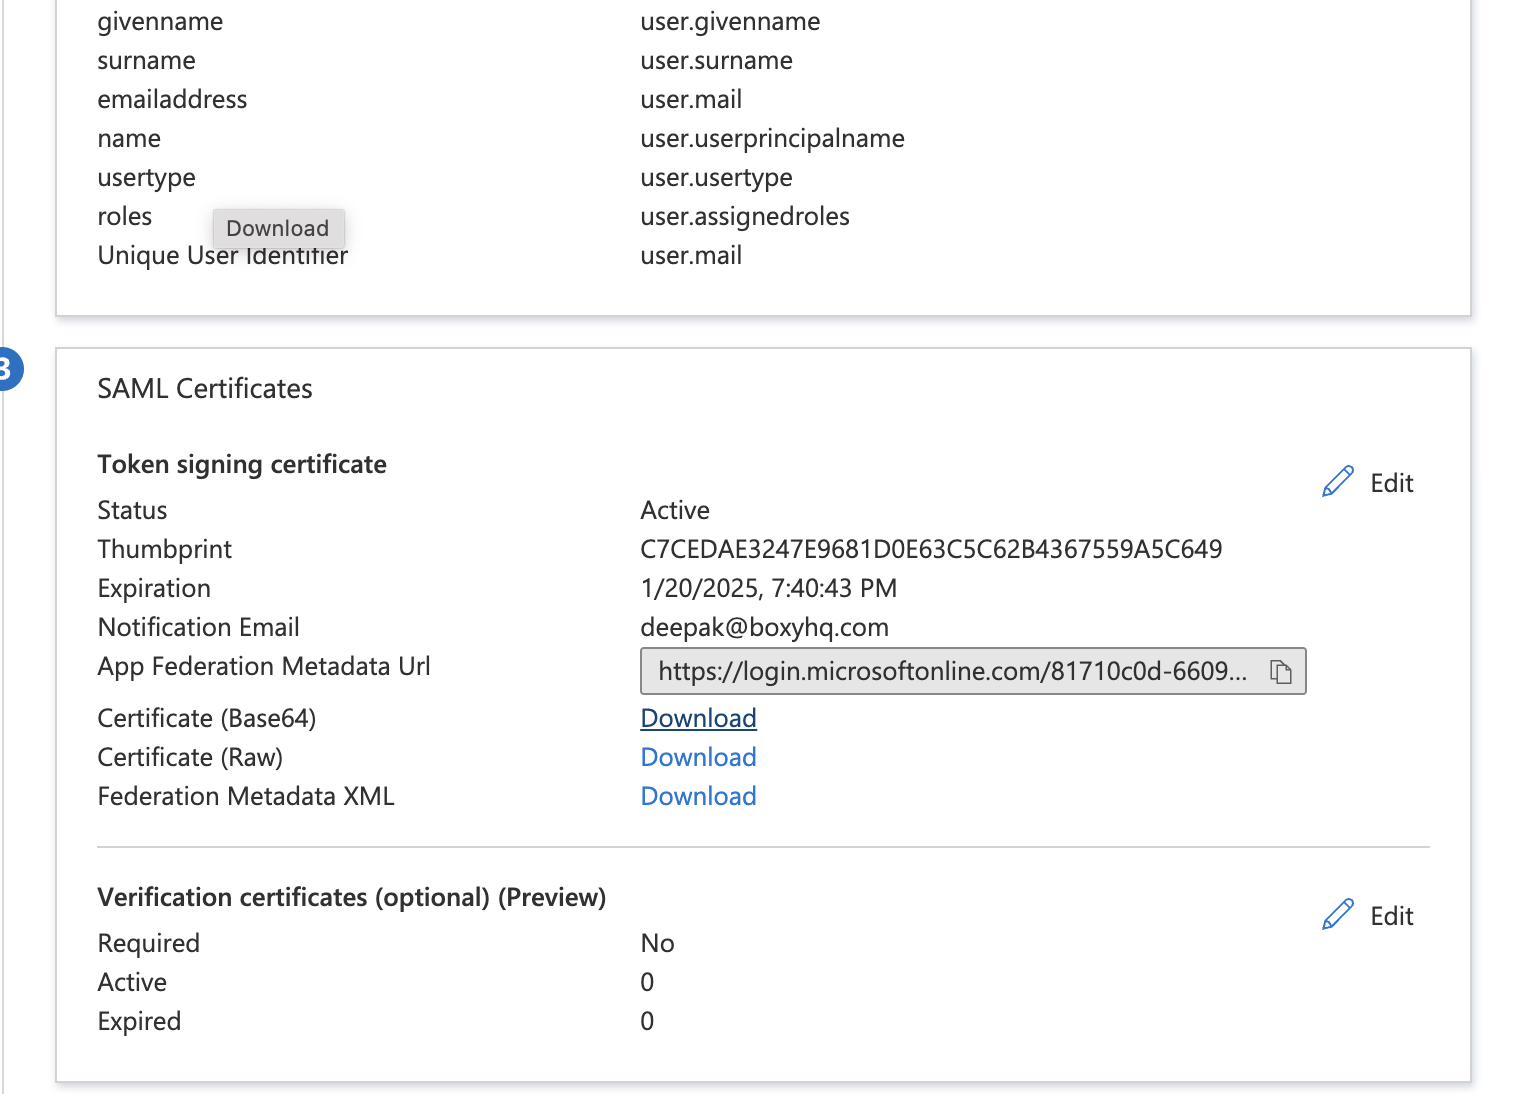 givenname user.givenname
surname user.surname
emailaddress user.mail
name user.userprincipalname
usertype user.usertype
roles user.assignedroles
Download
Unique User Identifier user.mail
3
SAML Certificates
Token signing certificate
Edit
Status Active
Thumbprint C7CEDAE3247E9681D0E63C5C62B4367559A5C649
Expiration 1/20/2025, 7:40:43 PM
Notification Email deepak@boxyhq.com
App Federation Metadata Url https://login.microsoftonline.com/81710c0d-6609...
Certificate (Base64) Download
Certificate (Raw) Download
Federation Metadata XML Download
Verification certificates (optional) (Preview)
Edit
Required No
Active 0
Expired 0